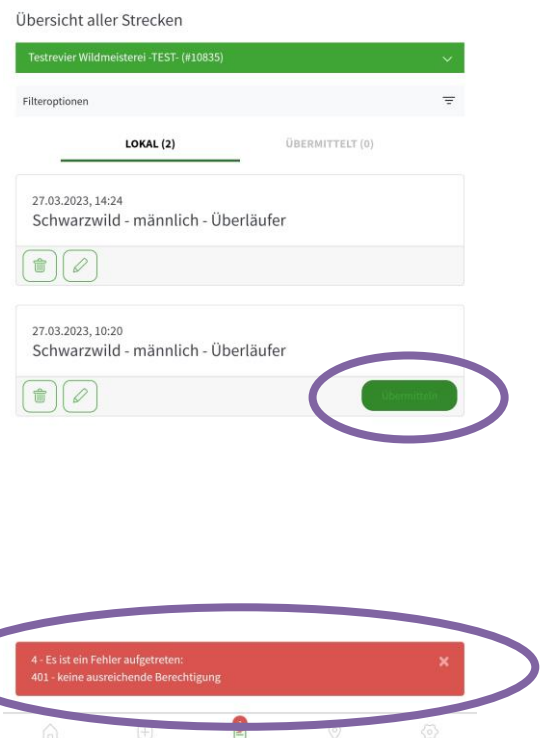 Übersicht aller Strecken
Testrevier Wildmeisterei -TEST- (#10835)
Filteroptionen
LOKAL (2) ÜBERMITTELT (0)
27.03.2023, 14:24
Schwarzwild - männlich - Überläufer
27.03.2023, 10:20
Schwarzwild - männlich - Überläufer
Übermitteln
4 - Es ist ein Fehler aufgetreten:
401 - keine ausreichende Berechtigung